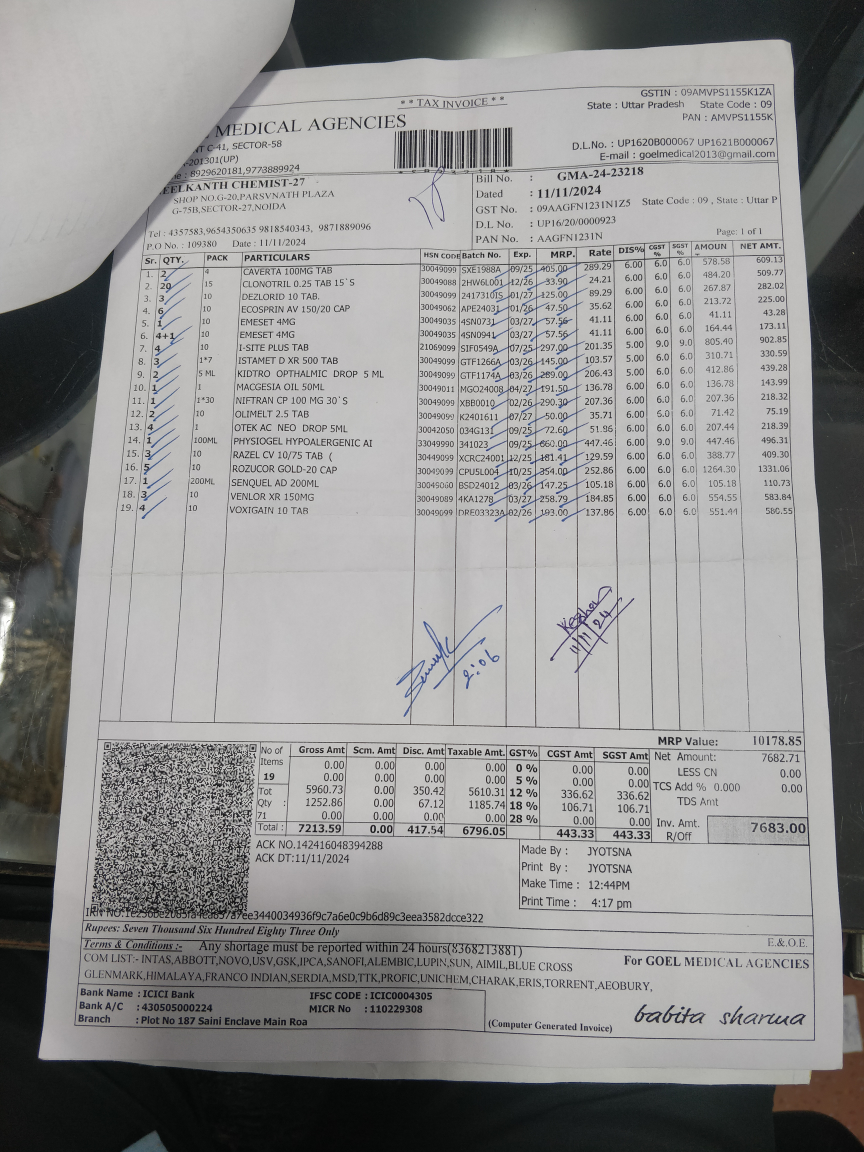 * * TAX INVOICE * *
GSTIN : 09AMVPS1155K1ZA
State : Uttar Pradesh State Code : 09
PAN : AMVPS1155K
MEDICAL AGENCIES
C-41, SECTOR-58
-201301(UP)
: 8929620181,9773889924
D.L.No. : UP1620B000067 UP1621B000067
E-mail : goelmedical2013@gmail.com
EELKANTH CHEMIST-27
SHOP NO.G-20,PARSVNATH PLAZA
G-75B,SECTOR-27,NOIDA
Tel : 4357583,9654350635 9818540343, 9871889096
P.O No. : 109380 Date : 11/11/2024
Bill No. : GMA-24-23218
Dated : 11/11/2024
GST No. : 09AAGFN1231N1Z5 State Code : 09 , State : Uttar P
D.L No. : UP16/20/0000923
PAN No. : AAGFN1231N Page: 1 of 1
Sr. QTY. PACK PARTICULARS HSN CODE Batch No. Exp. MRP. Rate DIS% CGST % SGST % AMOUN NET AMT.
1. 2 4 CAVERTA 100MG TAB 30049099 SXE1988A 09/25 405.00 289.29 6.00 6.0 6.0 578.58 609.13
2. 20 15 CLONOTRIL 0.25 TAB 15`S 30049088 2HW6L001 12/26 33.90 24.21 6.00 6.0 6.0 484.20 509.77
3. 3 10 DEZLORID 10 TAB. 30049099 01/27 125.00 89.29 6.00 6.0 6.0 267.87 282.02
4. 6 10 ECOSPRIN AV 150/20 CAP 30049062 APE24031 01/26 47.50 35.62 6.00 6.0 6.0 213.72 225.00
5. 1 10 EMESET 4MG 30049035 4SN0731 03/27 57.56 41.11 6.00 6.0 6.0 41.11 43.28
6. 4+1 10 EMESET 4MG 30049035 4SN0941 03/27 57.56 41.11 6.00 6.0 6.0 164.44 173.11
7. 4 10 I-SITE PLUS TAB 21069099 SIF0549A 07/25 297.00 201.35 5.00 9.0 9.0 805.40 902.85
8. 3 1*7 ISTAMET D XR 500 TAB 30049099 GTF1266A 03/26 145.00 103.57 5.00 6.0 6.0 310.71 330.59
9. 2 5 ML KIDTRO OPTHALMIC DROP 5 ML 30049099 GTF1174A 03/26 289.00 206.43 5.00 6.0 6.0 412.86 439.28
10. 1 1 MACGESIA OIL 50ML 30049011 MGO24008 04/27 191.50 136.78 6.00 6.0 6.0 136.78 143.99
11. 1 1*30 NIFTRAN CP 100 MG 30`S 30049099 XBB0010 02/26 290.30 207.36 6.00 6.0 6.0 207.36 218.32
12. 2 10 OLIMELT 2.5 TAB 30049099 K2401611 07/27 50.00 35.71 6.00 6.0 6.0 71.42 75.19
13. 4 1 OTEK AC NEO DROP 5ML 30042050 034G131 09/25 72.60 51.86 6.00 6.0 6.0 207.44 218.39
14. 1 100ML PHYSIOGEL HYPOALERGENIC AI 33049990 341023 09/25 660.00 447.46 6.00 9.0 9.0 447.46 496.31
15. 3 10 RAZEL CV 10/75 TAB ( 30449099 XCRC24001 12/25 181.41 129.59 6.00 6.0 6.0 388.77 409.30
16. 5 10 ROZUCOR GOLD-20 CAP 30049099 CPU5L004 10/25 354.00 252.86 6.00 6.0 6.0 1264.30 1331.06
17. 1 200ML SENQUEL AD 200ML 30049060 BSD24012 03/26 147.25 105.18 6.00 6.0 6.0 105.18 110.73
18. 3 10 VENLOR XR 150MG 30049089 4KA1278 03/27 258.79 184.85 6.00 6.0 6.0 554.55 583.84
19. 4 10 VOXIGAIN 10 TAB 30049099 DRE03323A 02/26 193.00 137.86 6.00 6.0 6.0 551.44 580.55
2:06
Keshav
11/11/24
MRP Value: 10178.85
No of Items 19 Tot Qty : 71
Gross Amt Scm. Amt Disc. Amt Taxable Amt. GST% CGST Amt SGST Amt
0.00 0.00 0.00 0.00 0 % 0.00 0.00
0.00 0.00 0.00 0.00 5 % 0.00 0.00
5960.73 0.00 350.42 5610.31 12 % 336.62 336.62
1252.86 0.00 67.12 1185.74 18 % 106.71 106.71
0.00 0.00 0.00 0.00 28 % 0.00 0.00
Total : 7213.59 0.00 417.54 6796.05 443.33 443.33
Net Amount: 7682.71
LESS CN 0.00
TCS Add % 0.000 0.00
TDS Amt
Inv. Amt. 7683.00
R/Off
ACK NO.142416048394288
ACK DT:11/11/2024
Made By : JYOTSNA
Print By : JYOTSNA
Make Time : 12:44PM
Print Time : 4:17 pm
Rupees: Seven Thousand Six Hundred Eighty Three Only
E.& O.E.
Terms & Conditions :- Any shortage must be reported within 24 hours(8368213881)
COM LIST:- INTAS,ABBOTT,NOVO,USV,GSK,IPCA,SANOFI,ALEMBIC,LUPIN,SUN, AIMIL,BLUE CROSS
GLENMARK,HIMALAYA,FRANCO INDIAN,SERDIA,MSD,TTK,PROFIC,UNICHEM,CHARAK,ERIS,TORRENT,AEOBURY,
For GOEL MEDICAL AGENCIES
Bank Name : ICICI Bank IFSC CODE : ICIC0004305
Bank A/C : 430505000224 MICR No : 110229308
Branch : Plot No 187 Saini Enclave Main Roa
(Computer Generated Invoice)
babita sharma